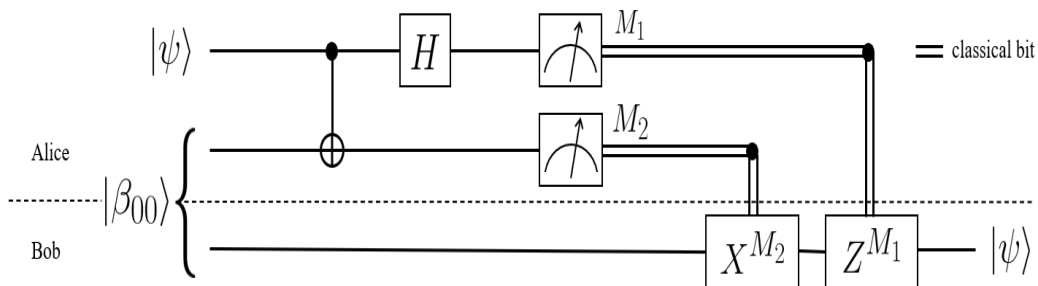 M₁
|ψ⟩
H
classical bit
M₂
Alice
|β₀₀⟩
Bob
X^M₂
Z^M₁
|ψ⟩